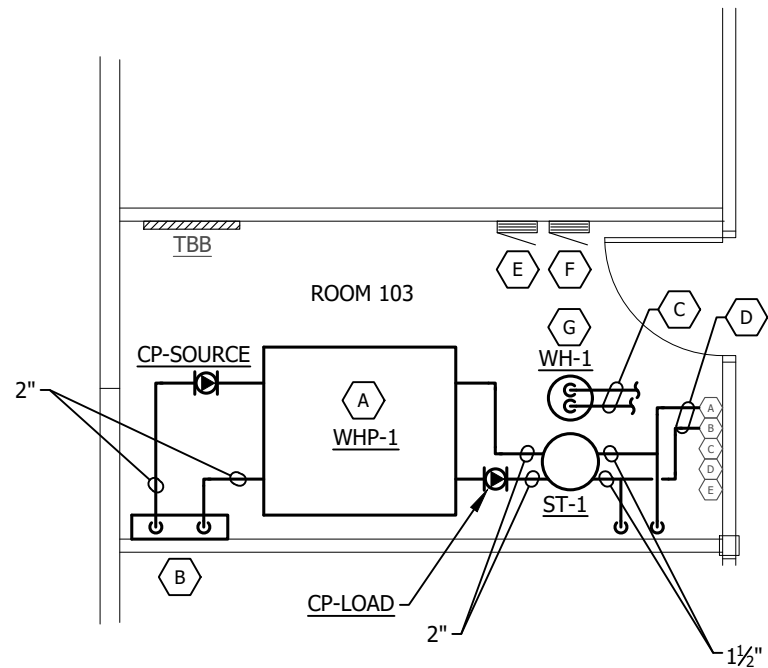 TBB
E
F
ROOM 103
C
D
G
CP-SOURCE
WH-1
2"
A
WHP-1
A
B
C
D
E
ST-1
B
CP-LOAD
2"
1½"